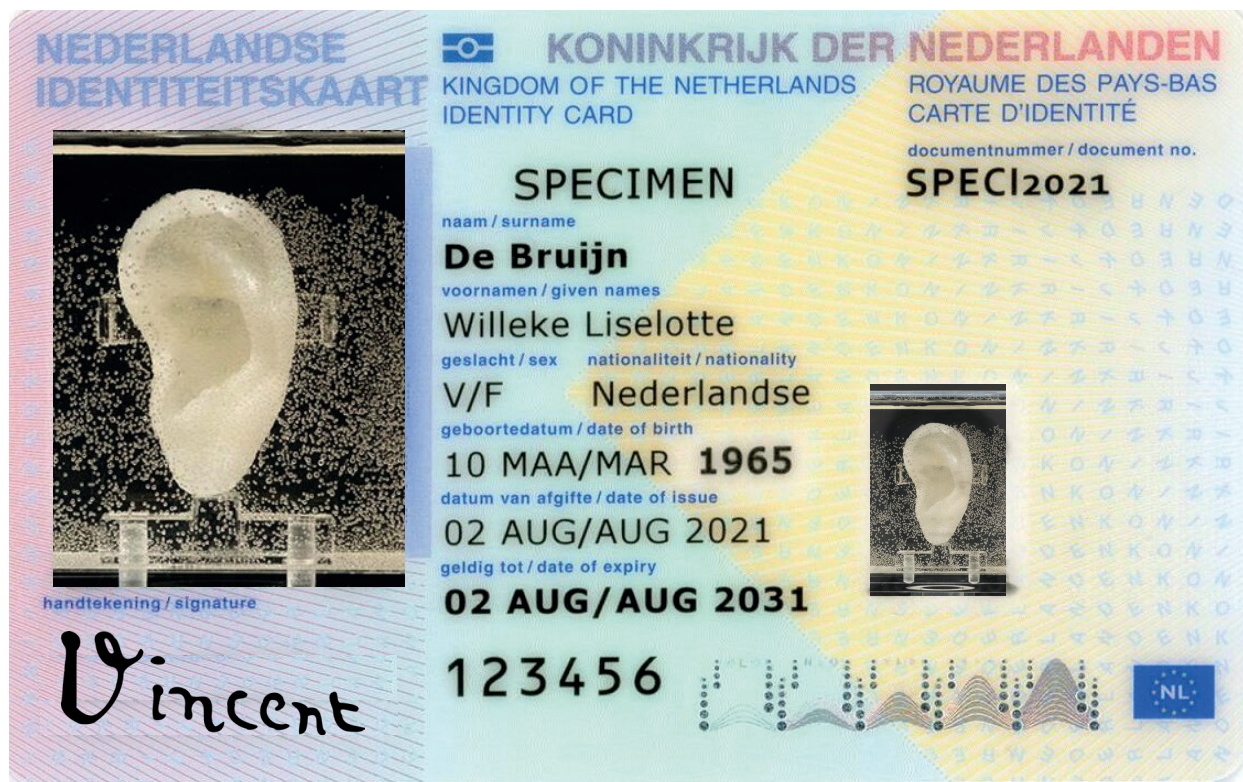 NEDERLANDSE
IDENTITEITSKAART
KONINKRIJK DER NEDERLANDEN
KINGDOM OF THE NETHERLANDS
IDENTITY CARD
ROYAUME DES PAYS-BAS
CARTE D'IDENTITÉ
documentnummer / document no.
SPECIMEN
SPECI2021
naam / surname
De Bruijn
voornamen / given names
Willeke Liselotte
geslacht / sex nationaliteit / nationality
V/F Nederlandse
geboortedatum / date of birth
10 MAA/MAR 1965
datum van afgifte / date of issue
02 AUG/AUG 2021
geldig tot / date of expiry
02 AUG/AUG 2031
handtekening / signature
Vincent
123456
NL